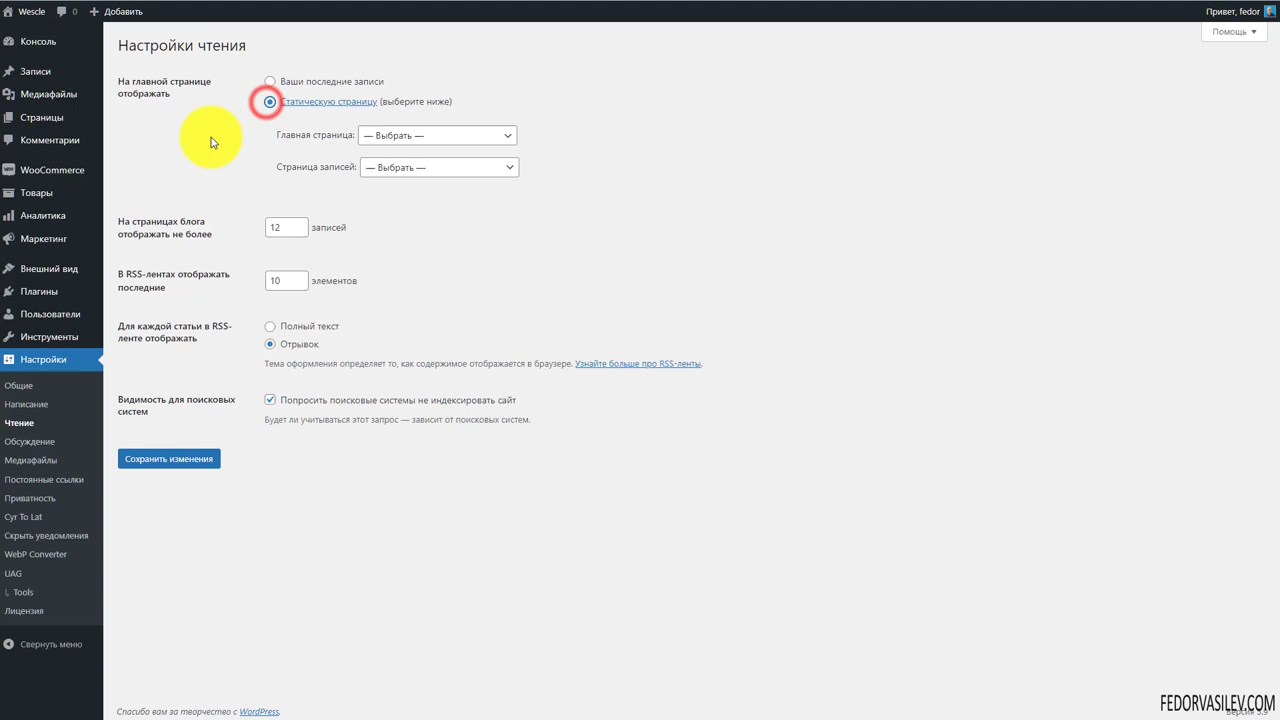 Wescle 0 Добавить Привет, fedor
Помощь
Консоль
Записи
Медиафайлы
Страницы
Комментарии
WooCommerce
Товары
Аналитика
Маркетинг
Внешний вид
Плагины
Пользователи
Инструменты
Настройки
Общие
Написание
Чтение
Обсуждение
Медиафайлы
Постоянные ссылки
Приватность
Cyr To Lat
Скрыть уведомления
WebP Converter
UAG
Tools
Лицензия
Свернуть меню
Настройки чтения
На главной странице
отображать
Ваши последние записи
Статическую страницу (выберите ниже)
Главная страница: — Выбрать —
Страница записей: — Выбрать —
На страницах блога
отображать не более
12 записей
В RSS-лентах отображать
последние
10 элементов
Для каждой статьи в RSS-
ленте отображать
Полный текст
Отрывок
Тема оформления определяет то, как содержимое отображается в браузере. Узнайте больше про RSS-ленты.
Видимость для поисковых
систем
Попросить поисковые системы не индексировать сайт
Будет ли учитываться этот запрос — зависит от поисковых систем.
Сохранить изменения
Спасибо вам за творчество с WordPress.
FEDORVASILEV.COM